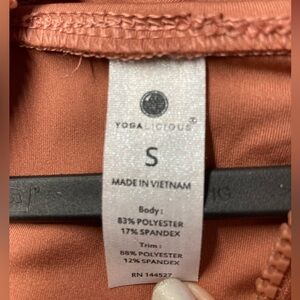 YOGALICIOUS®
S
MADE IN VIETNAM
Body :
83% POLYESTER
17% SPANDEX
Trim :
88% POLYESTER
12% SPANDEX
RN 144527